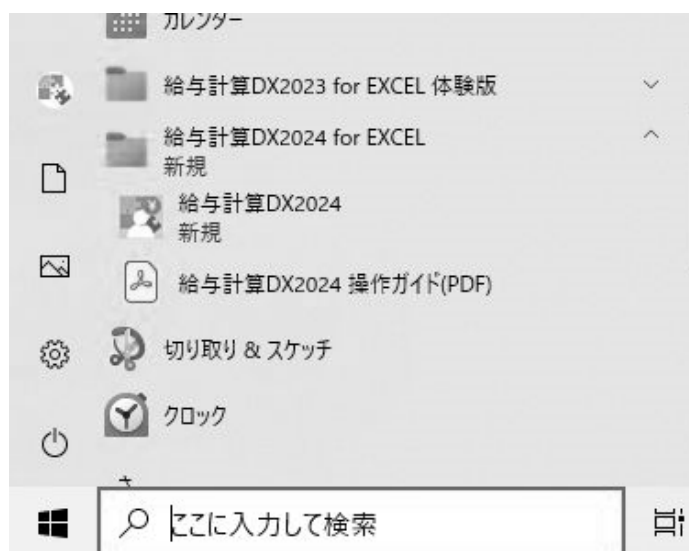 カレンダー
給与計算DX2023 for EXCEL 体験版
給与計算DX2024 for EXCEL
新規
給与計算DX2024
新規
給与計算DX2024 操作ガイド(PDF)
切り取り & スケッチ
クロック
さ
ここに入力して検索